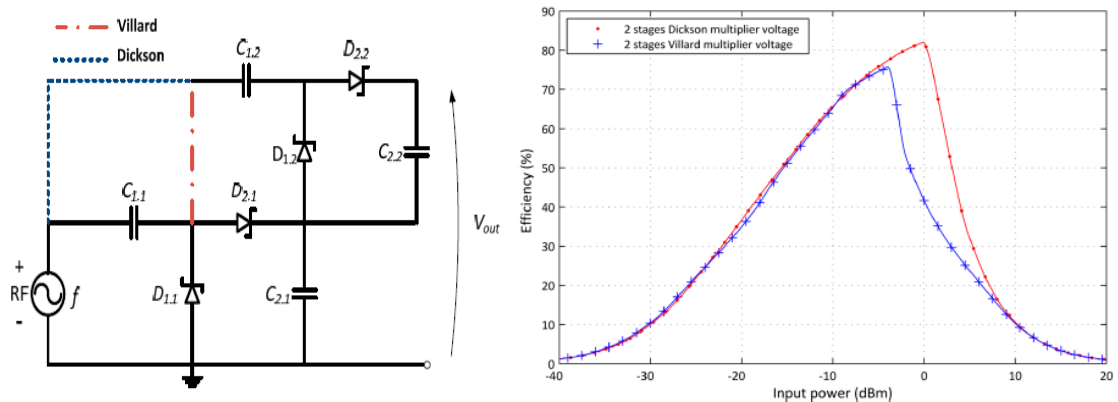 Villard
Dickson
C1.2
D2.2
D1.2
C2.2
C1.1
D2.1
Vout
+
RF
f
-
D1.1
C2.1
2 stages Dickson multiplier voltage
2 stages Villard multiplier voltage
Efficiency (%)
90
80
70
60
50
40
30
20
10
0
-40
-30
-20
-10
0
10
20
Input power (dBm)